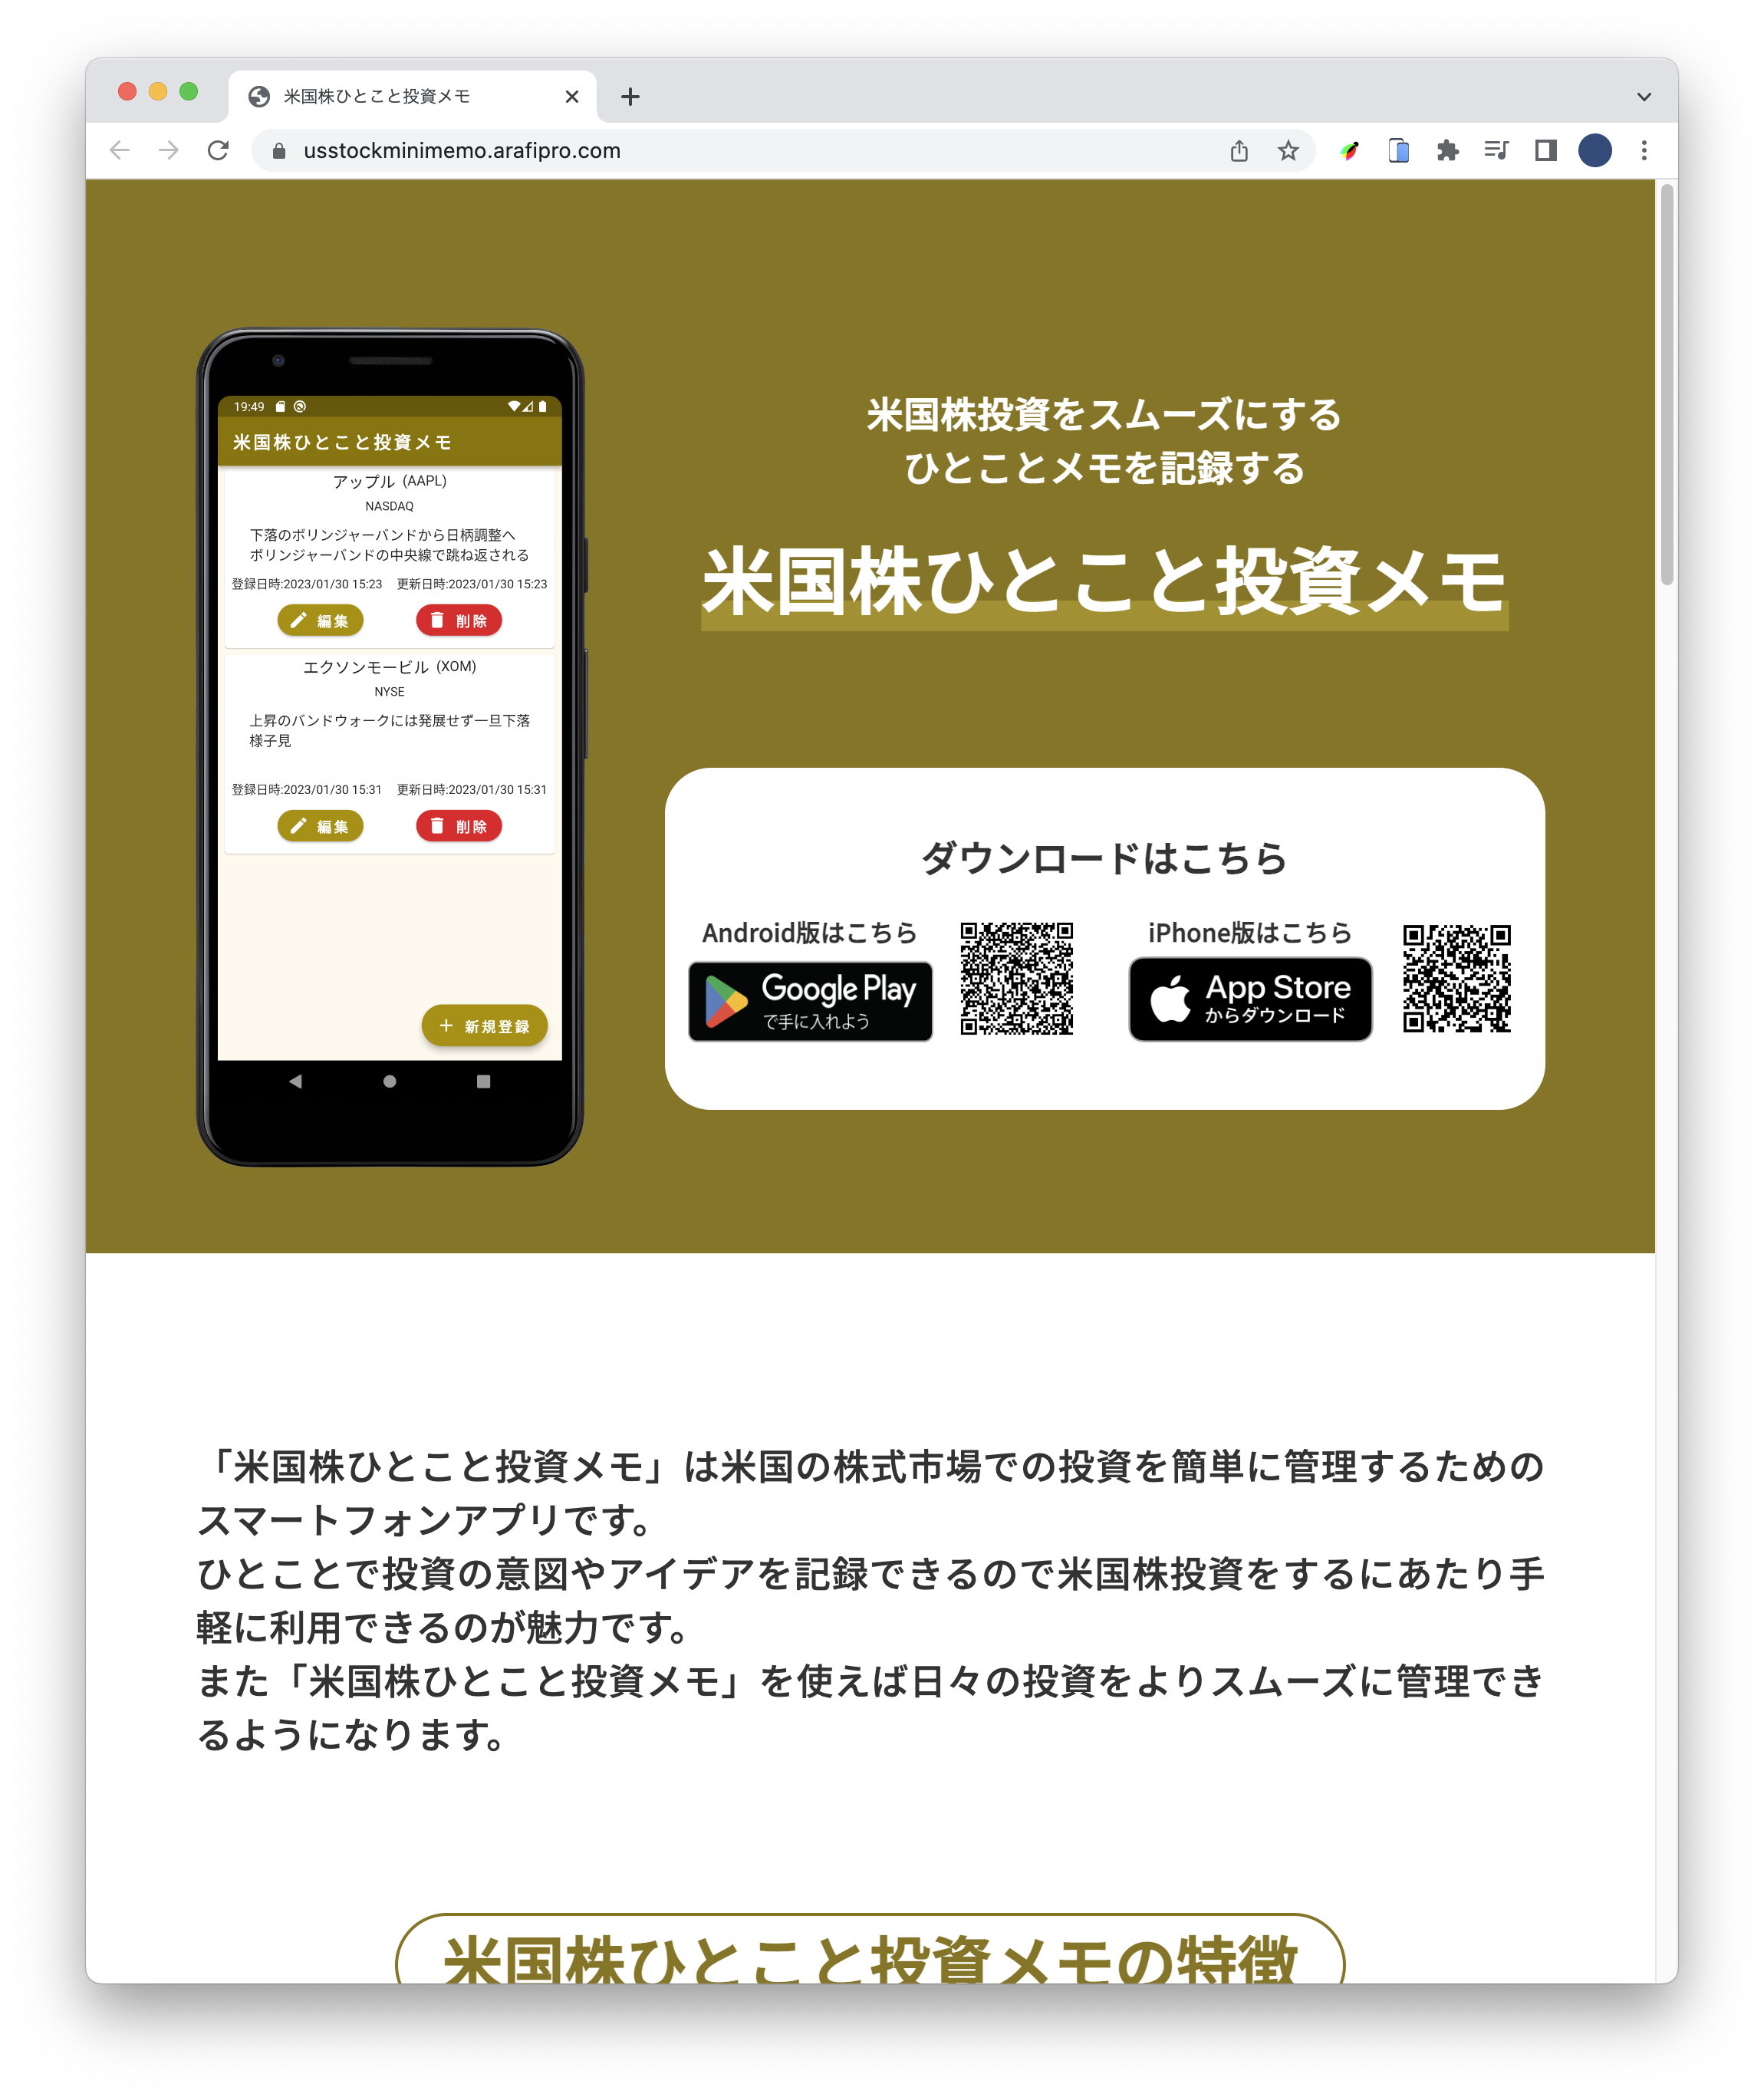 米国株ひとこと投資メモ
usstockminimemo.arafipro.com
19:49
米国株ひとこと投資メモ
アップル (AAPL)
NASDAQ
下落のボリンジャーバンドから日柄調整へ
ボリンジャーバンドの中央線で跳ね返される
登録日時:2023/01/30 15:23 更新日時:2023/01/30 15:23
編集 削除
エクソンモービル (XOM)
NYSE
上昇のバンドウォークには発展せず一旦下落
様子見
登録日時:2023/01/30 15:31 更新日時:2023/01/30 15:31
編集 削除
+ 新規登録
米国株投資をスムーズにする
ひとことメモを記録する
米国株ひとこと投資メモ
ダウンロードはこちら
Android版はこちら
Google Play
で手に入れよう
iPhone版はこちら
App Store
からダウンロード
「米国株ひとこと投資メモ」は米国の株式市場での投資を簡単に管理するための
スマートフォンアプリです。
ひとことで投資の意図やアイデアを記録できるので米国株投資をするにあたり手
軽に利用できるのが魅力です。
また「米国株ひとこと投資メモ」を使えば日々の投資をよりスムーズに管理でき
るようになります。
米国株ひとこと投資メモの特徴